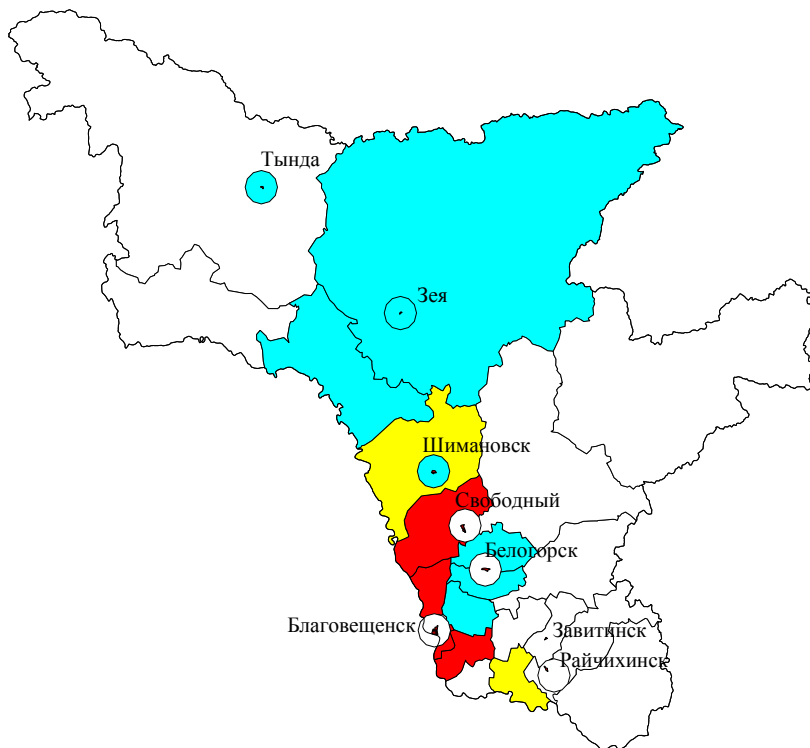 Тында
Зея
Шимановск
Свободный
Белогорск
Благовещенск
Завитинск
Райчихинск